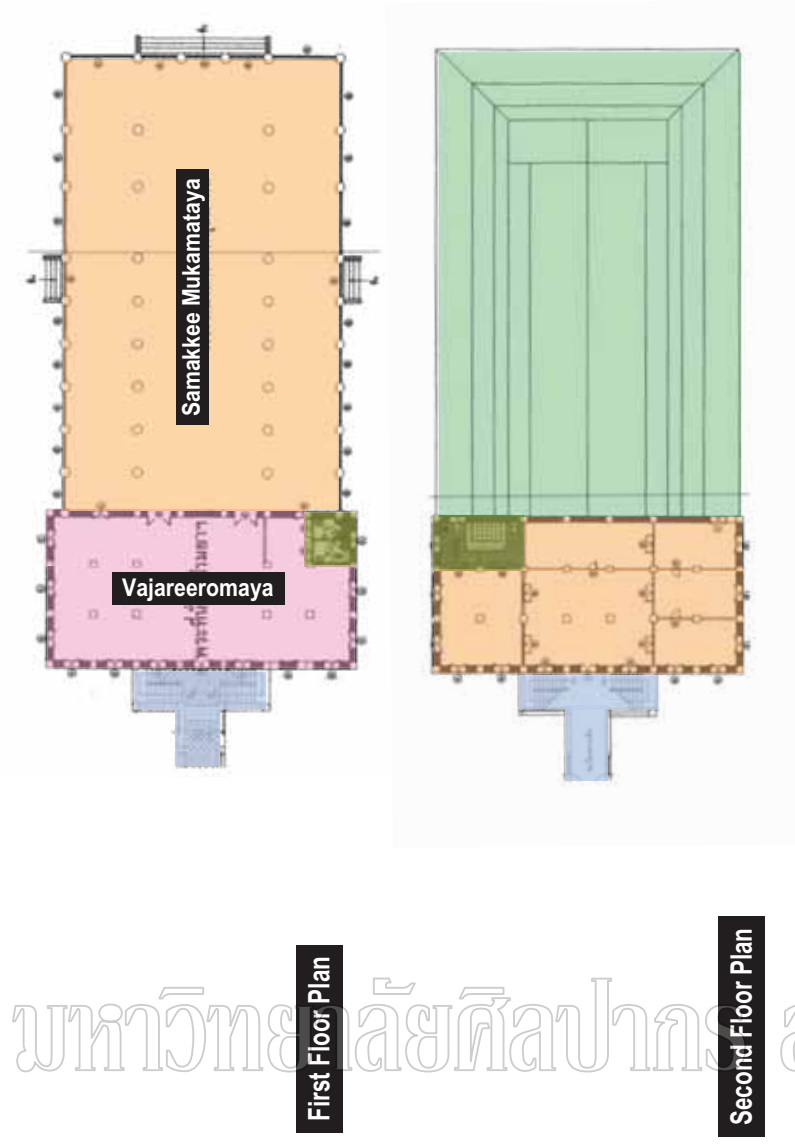 Samakkee Mukamataya
Vajareeromaya
First Floor Plan
Second Floor Plan
มหาวิทยาลัยศิลปากร ส